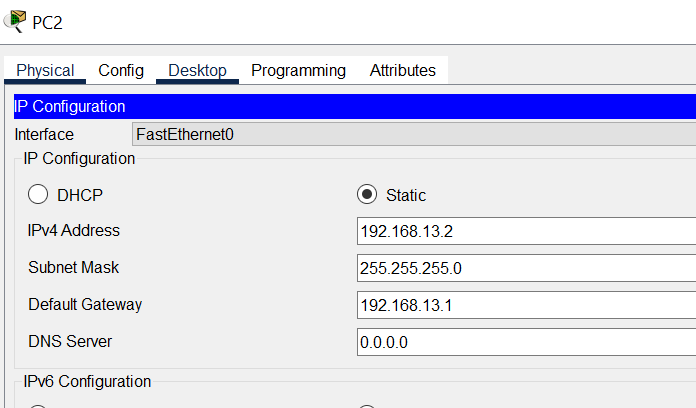 PC2
Physical Config Desktop Programming Attributes
IP Configuration
Interface FastEthernet0
IP Configuration
DHCP Static
IPv4 Address 192.168.13.2
Subnet Mask 255.255.255.0
Default Gateway 192.168.13.1
DNS Server 0.0.0.0
IPv6 Configuration